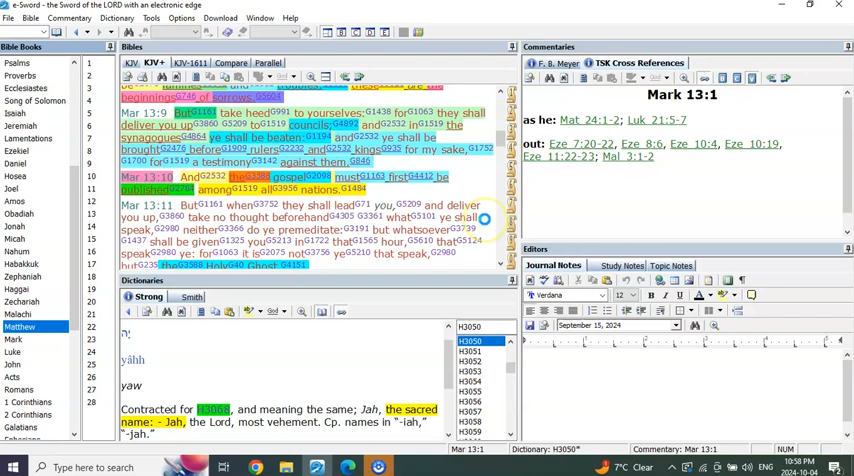 e-Sword - the Sword of the LORD with an electronic edge
File Bible Commentary Dictionary Tools Options Download Window Help
Bible Books
Psalms
Proverbs
Ecclesiastes
Song of Solomon
Isaiah
Jeremiah
Lamentations
Ezekiel
Daniel
Hosea
Joel
Amos
Obadiah
Jonah
Micah
Nahum
Habakkuk
Zephaniah
Haggai
Zechariah
Malachi
Matthew
Mark
Luke
John
Acts
Romans
1 Corinthians
2 Corinthians
Galatians
Ephesians
1
2
3
4
5
6
7
8
9
10
11
12
13
14
15
16
17
18
19
20
21
22
23
24
25
26
27
28
Bibles
KJV KJV+ KJV-1611 Compare Parallel
beginningsG746 of sorrows.G5604
Mar 13:9 ButG1161 take heedG991 to yourselves:G1438 forG1063 they shall
deliver you upG3860 G5209 toG1519 councils;G4892 andG2532 inG1519 the
synagoguesG4864 ye shall be beaten:G1194 andG2532 ye shall be
broughtG2476 beforeG1909 rulersG2232 andG2532 kingsG935 for my sake,G1752
G1700 forG1519 a testimonyG3142 against them.G846
Mar 13:10 AndG2532 theG3588 gospelG2098 mustG1163 firstG4412 be
publishedG2784 amongG1519 allG3956 nations.G1484
Mar 13:11 But whenG3752 they shall leadG71 you,G5209 and deliver
you up,G3860 take no thought beforehandG4305 G3361 whatG5101 ye shall
speak,G2980 neitherG3366 do ye premeditate:G3191 but whatsoeverG3739
G1437 shall be givenG1325 youG5213 inG1722 thatG1565 hour,G5610 thatG5124
speakG2980 ye: forG1063 it isG2075 notG3756 yeG5210 that speak,G2980
butG235 theG3588 HolyG40 Ghost.G4151
Dictionaries
Strong Smith
יָהּ
yâhh
yaw
Contracted for H3068, and meaning the same; Jah, the sacred
name: - Jah, the Lord, most vehement. Cp. names in “-iah,”
“-jah.”
H3050
H3050
H3051
H3052
H3053
H3054
H3055
H3056
H3057
H3058
H3059
Commentaries
F. B. Meyer TSK Cross References
Mark 13:1
as he: Mat 24:1-2; Luk 21:5-7
out: Eze 7:20-22, Eze 8:6, Eze 10:4, Eze 10:19,
Eze 11:22-23; Mal 3:1-2
Editors
Journal Notes Study Notes Topic Notes
Verdana 12 B I U A
September 15, 2024
1 2 3 4 5
Mar 13:1 Dictionary: H3050* Commentary: Mar 13:1 NUM
Type here to search
7°C Clear
ENG
10:58 PM
2024-10-04